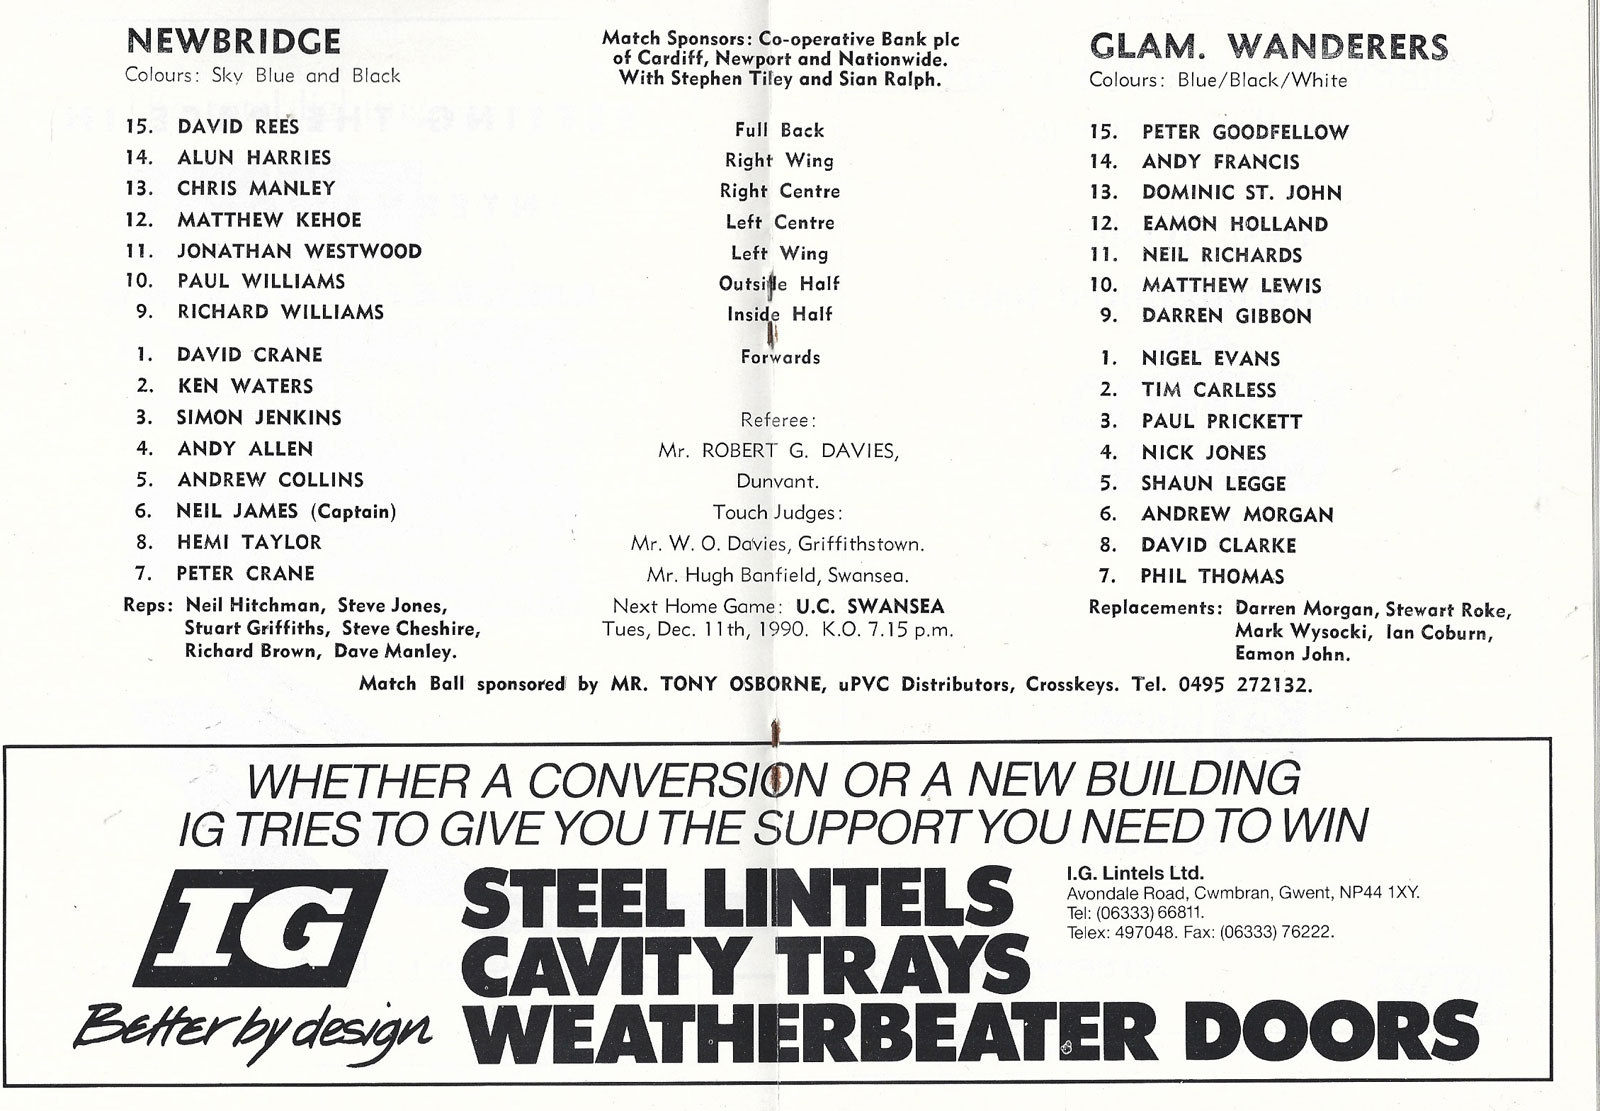 NEWBRIDGE
Colours: Sky Blue and Black
15. DAVID REES
14. ALUN HARRIES
13. CHRIS MANLEY
12. MATTHEW KEHOE
11. JONATHAN WESTWOOD
10. PAUL WILLIAMS
9. RICHARD WILLIAMS
1. DAVID CRANE
2. KEN WATERS
3. SIMON JENKINS
4. ANDY ALLEN
5. ANDREW COLLINS
6. NEIL JAMES (Captain)
8. HEMI TAYLOR
7. PETER CRANE
Reps: Neil Hitchman, Steve Jones,
Stuart Griffiths, Steve Cheshire,
Richard Brown, Dave Manley.
Match Sponsors: Co-operative Bank plc
of Cardiff, Newport and Nationwide.
With Stephen Tiley and Sian Ralph.
Full Back
Right Wing
Right Centre
Left Centre
Left Wing
Outside Half
Inside Half
Forwards
Referee:
Mr. ROBERT G. DAVIES,
Dunvant.
Touch Judges:
Mr. W. O. Davies, Griffithstown.
Mr. Hugh Banfield, Swansea.
Next Home Game: U.C. SWANSEA
Tues, Dec. 11th, 1990. K.O. 7.15 p.m.
GLAM. WANDERERS
Colours: Blue/Black/White
15. PETER GOODFELLOW
14. ANDY FRANCIS
13. DOMINIC ST. JOHN
12. EAMON HOLLAND
11. NEIL RICHARDS
10. MATTHEW LEWIS
9. DARREN GIBBON
1. NIGEL EVANS
2. TIM CARLESS
3. PAUL PRICKETT
4. NICK JONES
5. SHAUN LEGGE
6. ANDREW MORGAN
8. DAVID CLARKE
7. PHIL THOMAS
Replacements: Darren Morgan, Stewart Roke,
Mark Wysocki, Ian Coburn,
Eamon John.
Match Ball sponsored by MR. TONY OSBORNE, uPVC Distributors, Crosskeys. Tel. 0495 272132.
WHETHER A CONVERSION OR A NEW BUILDING
IG TRIES TO GIVE YOU THE SUPPORT YOU NEED TO WIN
IG
Better by design
STEEL LINTELS
CAVITY TRAYS
WEATHERBEATER DOORS
I.G. Lintels Ltd.
Avondale Road, Cwmbran, Gwent, NP44 1XY.
Tel: (06333) 66811.
Telex: 497048. Fax: (06333) 76222.